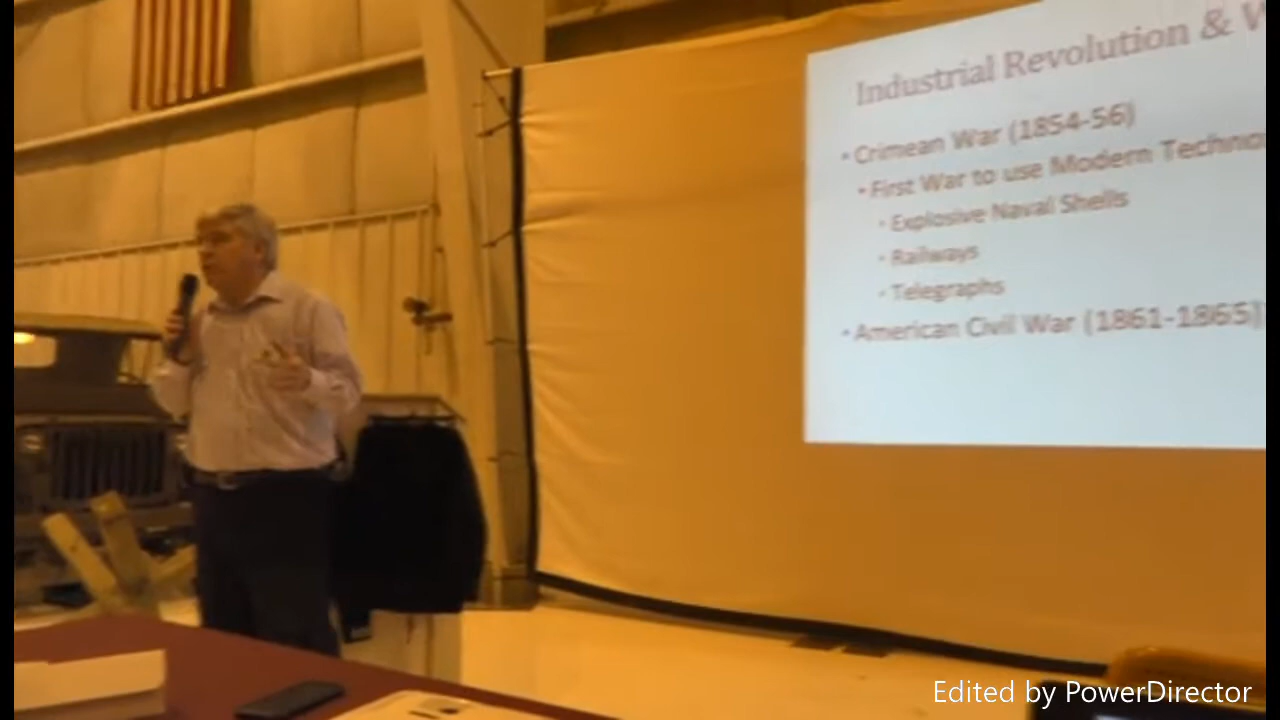 Industrial Revolution &
• Crimean War (1854-56)
• First War to use Modern
• Explosive Naval Shells
• Railways
• Telegraphs
• American Civil War (1861-1865)
Edited by PowerDirector